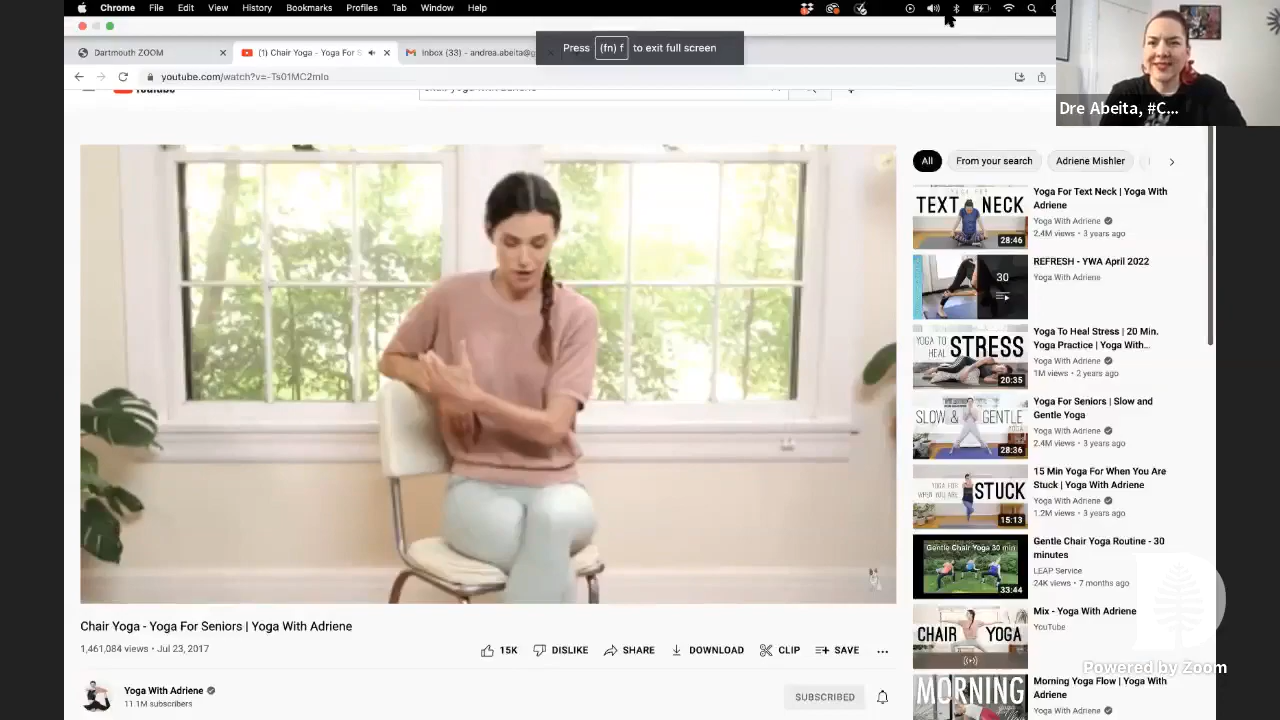 Chrome File Edit View History Bookmarks Profiles Tab Window Help
Dartmouth ZOOM
(1) Chair Yoga - Yoga For S
Inbox (33) - andrea.abeita@g
Press (fn) f to exit full screen
youtube.com/watch?v=-Ts01MC2mIo
YouTube
chair yoga with adriene
Dre Abeita, #C...
All
From your search
Adriene Mishler
TEXT NECK
28:46
Yoga For Text Neck | Yoga With
Adriene
Yoga With Adriene
2.4M views • 3 years ago
30
REFRESH - YWA April 2022
Yoga With Adriene
YOGA TO HEAL STRESS
20:35
Yoga To Heal Stress | 20 Min.
Yoga Practice | Yoga With...
Yoga With Adriene
1M views • 2 years ago
SLOW & GENTLE
YOGA
28:36
Yoga For Seniors | Slow and
Gentle Yoga
Yoga With Adriene
2.4M views • 3 years ago
YOGA FOR
WHEN YOU ARE STUCK
15:13
15 Min Yoga For When You Are
Stuck | Yoga With Adriene
Yoga With Adriene
1.2M views • 3 years ago
Gentle Chair Yoga 30 min
33:44
Gentle Chair Yoga Routine - 30
minutes
LEAP Service
24K views • 7 months ago
CHAIR YOGA
Mix - Yoga With Adriene
YouTube
MORNING
Morning Yoga Flow | Yoga With
Adriene
Yoga With Adriene
Chair Yoga - Yoga For Seniors | Yoga With Adriene
1,461,084 views • Jul 23, 2017
15K DISLIKE SHARE DOWNLOAD CLIP SAVE ...
Yoga With Adriene
11.1M subscribers
SUBSCRIBED
Powered by Zoom